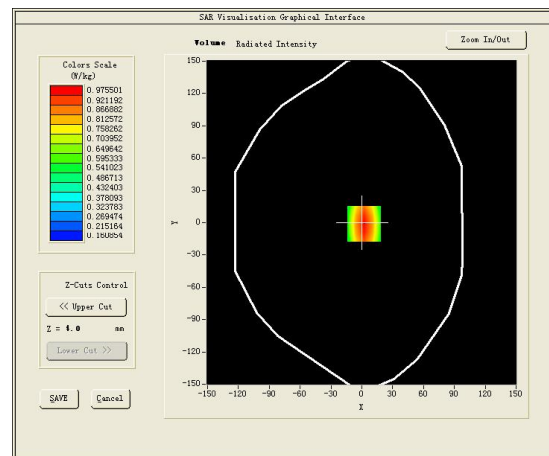 SAR Visualisation Graphical Interface
Volume Radiated Intensity
Zoom In/Out
Colors Scale
(W/kg)
0.975501
0.921192
0.866882
0.812572
0.758262
0.703952
0.649642
0.595333
0.541023
0.486713
0.432403
0.378093
0.323783
0.269474
0.215164
0.160854
Z-Cuts Control
<< Upper Cut
Z = 4.0 mm
Lower Cut >>
SAVE
Cancel
150
120
90
60
30
0
-30
-60
-90
-120
-150
Y
-150 -120 -90 -60 -30 0 30 60 90 120 150
X